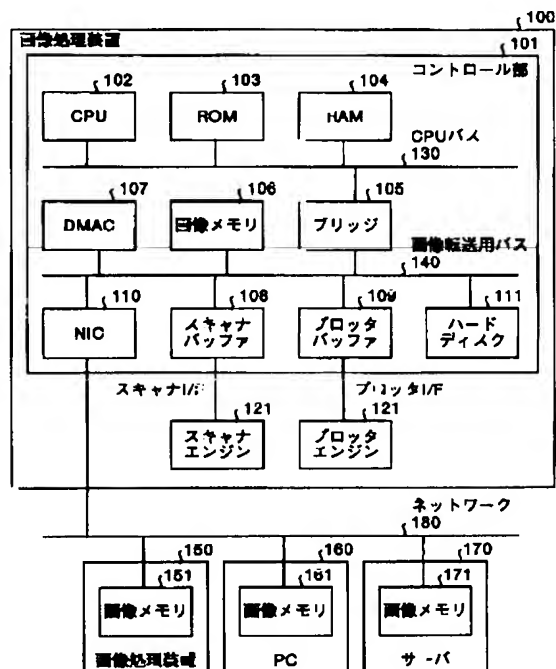 100
画像処理装置
101
コントロール部
102 103 104
CPU ROM RAM
CPUバス
130
107 106 105
DMAC 画像メモリ ブリッジ
画像転送用バス
140
110 108 109 111
NIC スキャナバッファ プロッタバッファ ハードディスク
スキャナI/F プロッタI/F
121 121
スキャナエンジン プロッタエンジン
ネットワーク
180
150 160 170
151 161 171
画像メモリ 画像メモリ 画像メモリ
画像処理装置 PC サーバ